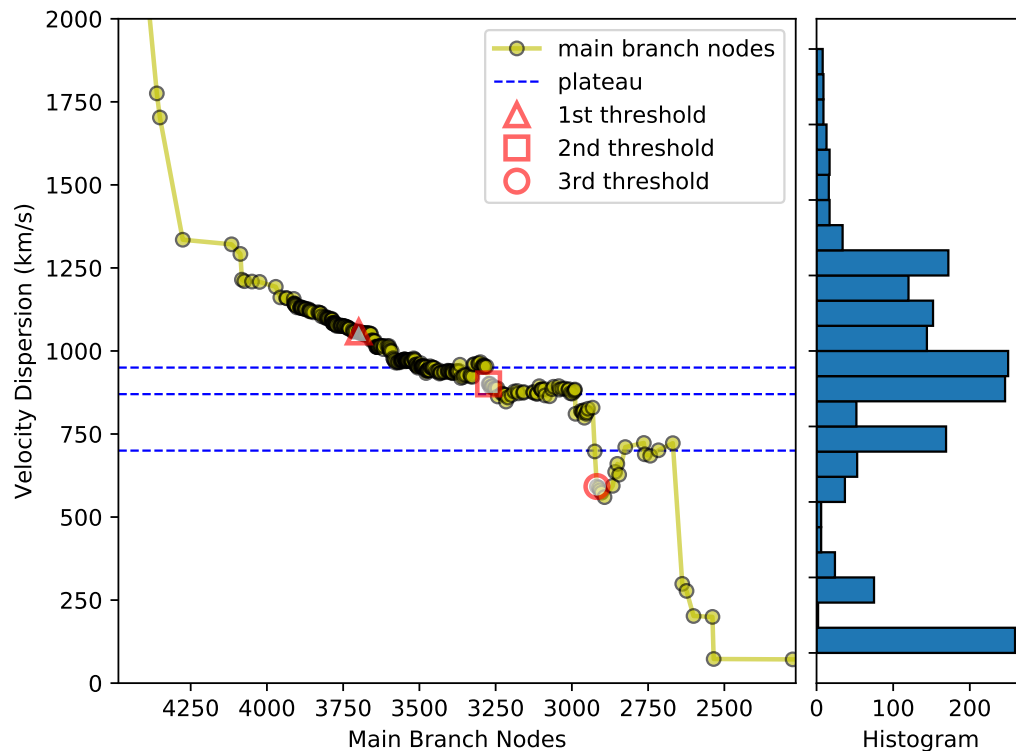 2000
1750
1500
1250
1000
750
500
250
0
Velocity Dispersion (km/s)
main branch nodes
plateau
1st threshold
2nd threshold
3rd threshold
4250 4000 3750 3500 3250 3000 2750 2500
Main Branch Nodes
0 100 200
Histogram